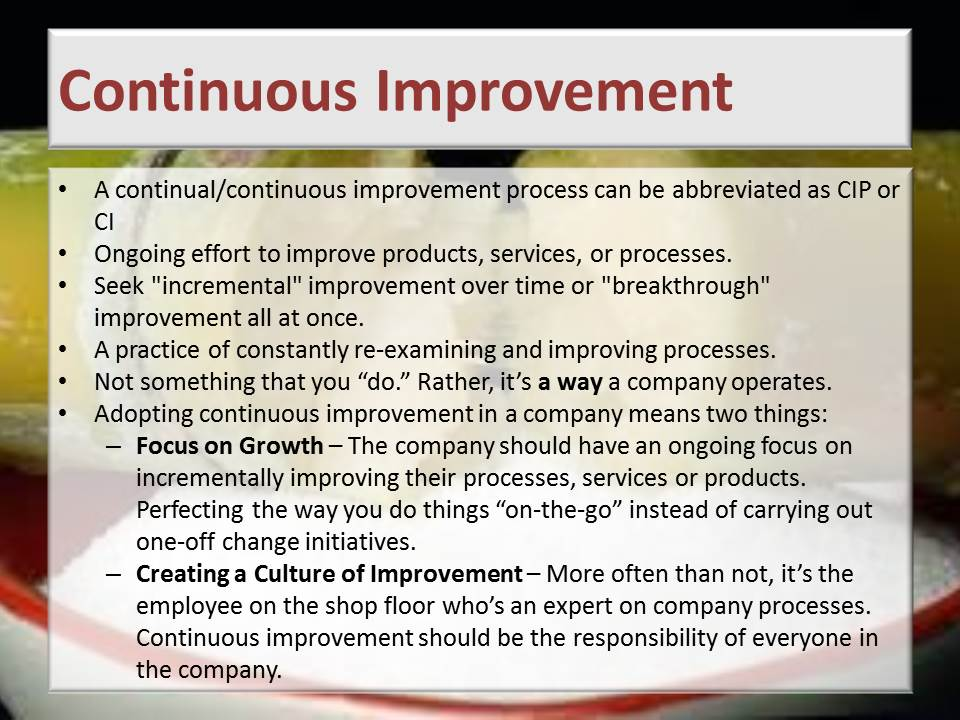 Continuous Improvement
• A continual/continuous improvement process can be abbreviated as CIP or
CI
• Ongoing effort to improve products, services, or processes.
• Seek "incremental" improvement over time or "breakthrough"
improvement all at once.
• A practice of constantly re-examining and improving processes.
• Not something that you “do.” Rather, it’s a way a company operates.
• Adopting continuous improvement in a company means two things:
– Focus on Growth – The company should have an ongoing focus on
incrementally improving their processes, services or products.
Perfecting the way you do things “on-the-go” instead of carrying out
one-off change initiatives.
– Creating a Culture of Improvement – More often than not, it’s the
employee on the shop floor who’s an expert on company processes.
Continuous improvement should be the responsibility of everyone in
the company.